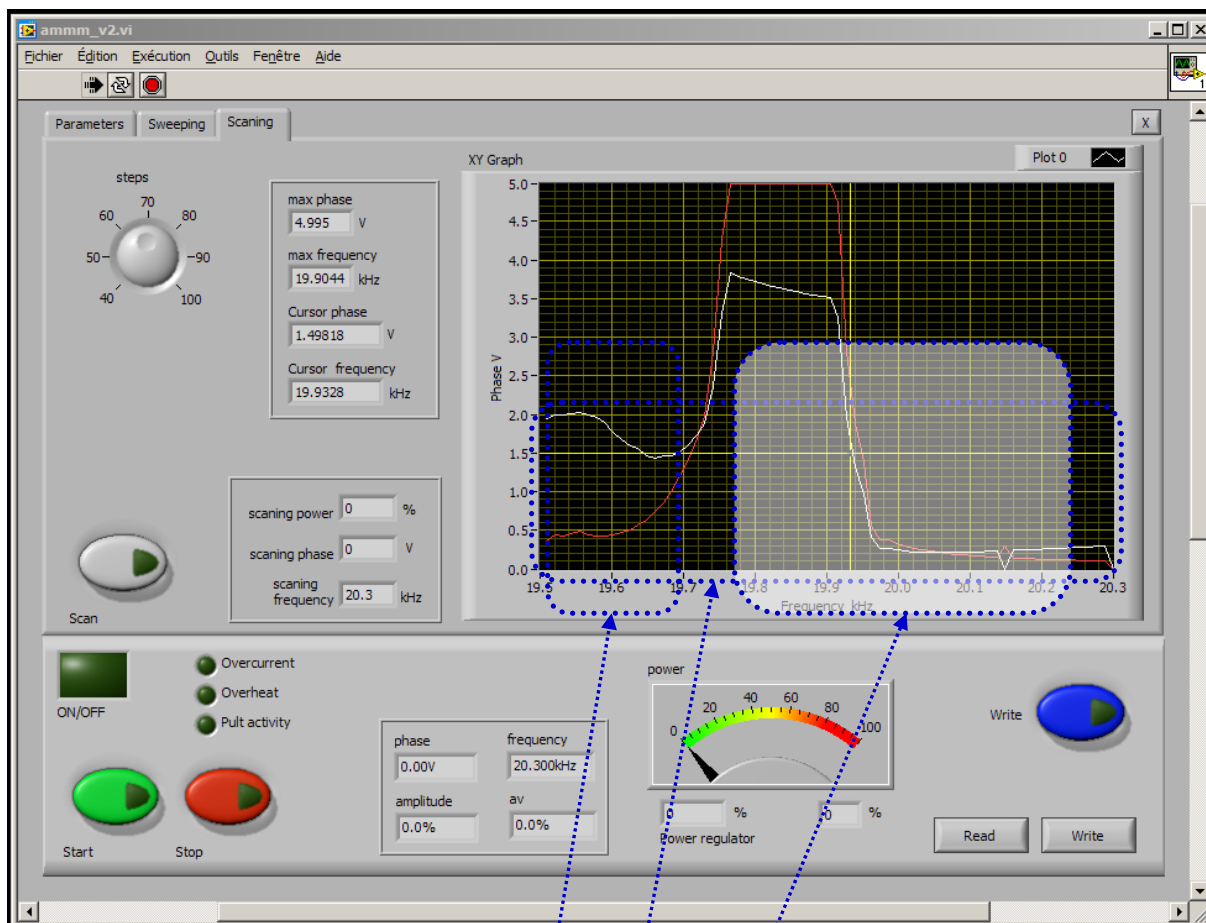 ammm_v2.vi
Fichier Édition Exécution Outils Fenêtre Aide
1
Parameters Sweeping Scaning X
steps
40 50 60 70 80 90 100
max phase
4.995 V
max frequency
19.9044 kHz
Cursor phase
1.49818 V
Cursor frequency
19.9328 kHz
scaning power 0 %
scaning phase 0 V
scaning
frequency 20.3 kHz
Scan
XY Graph Plot 0
Phase V
5.0
4.5
4.0
3.5
3.0
2.5
2.0
1.5
1.0
0.5
0.0
19.5 19.6 19.7 19.8 19.9 20.0 20.1 20.2 20.3
Frequency kHz
ON/OFF
Overcurrent
Overheat
Pult activity
Start Stop
phase frequency
0.00V 20.300kHz
amplitude av
0.0% 0.0%
power
0 20 40 60 80 100
0 % 0 %
Power regulator
Write
Read Write